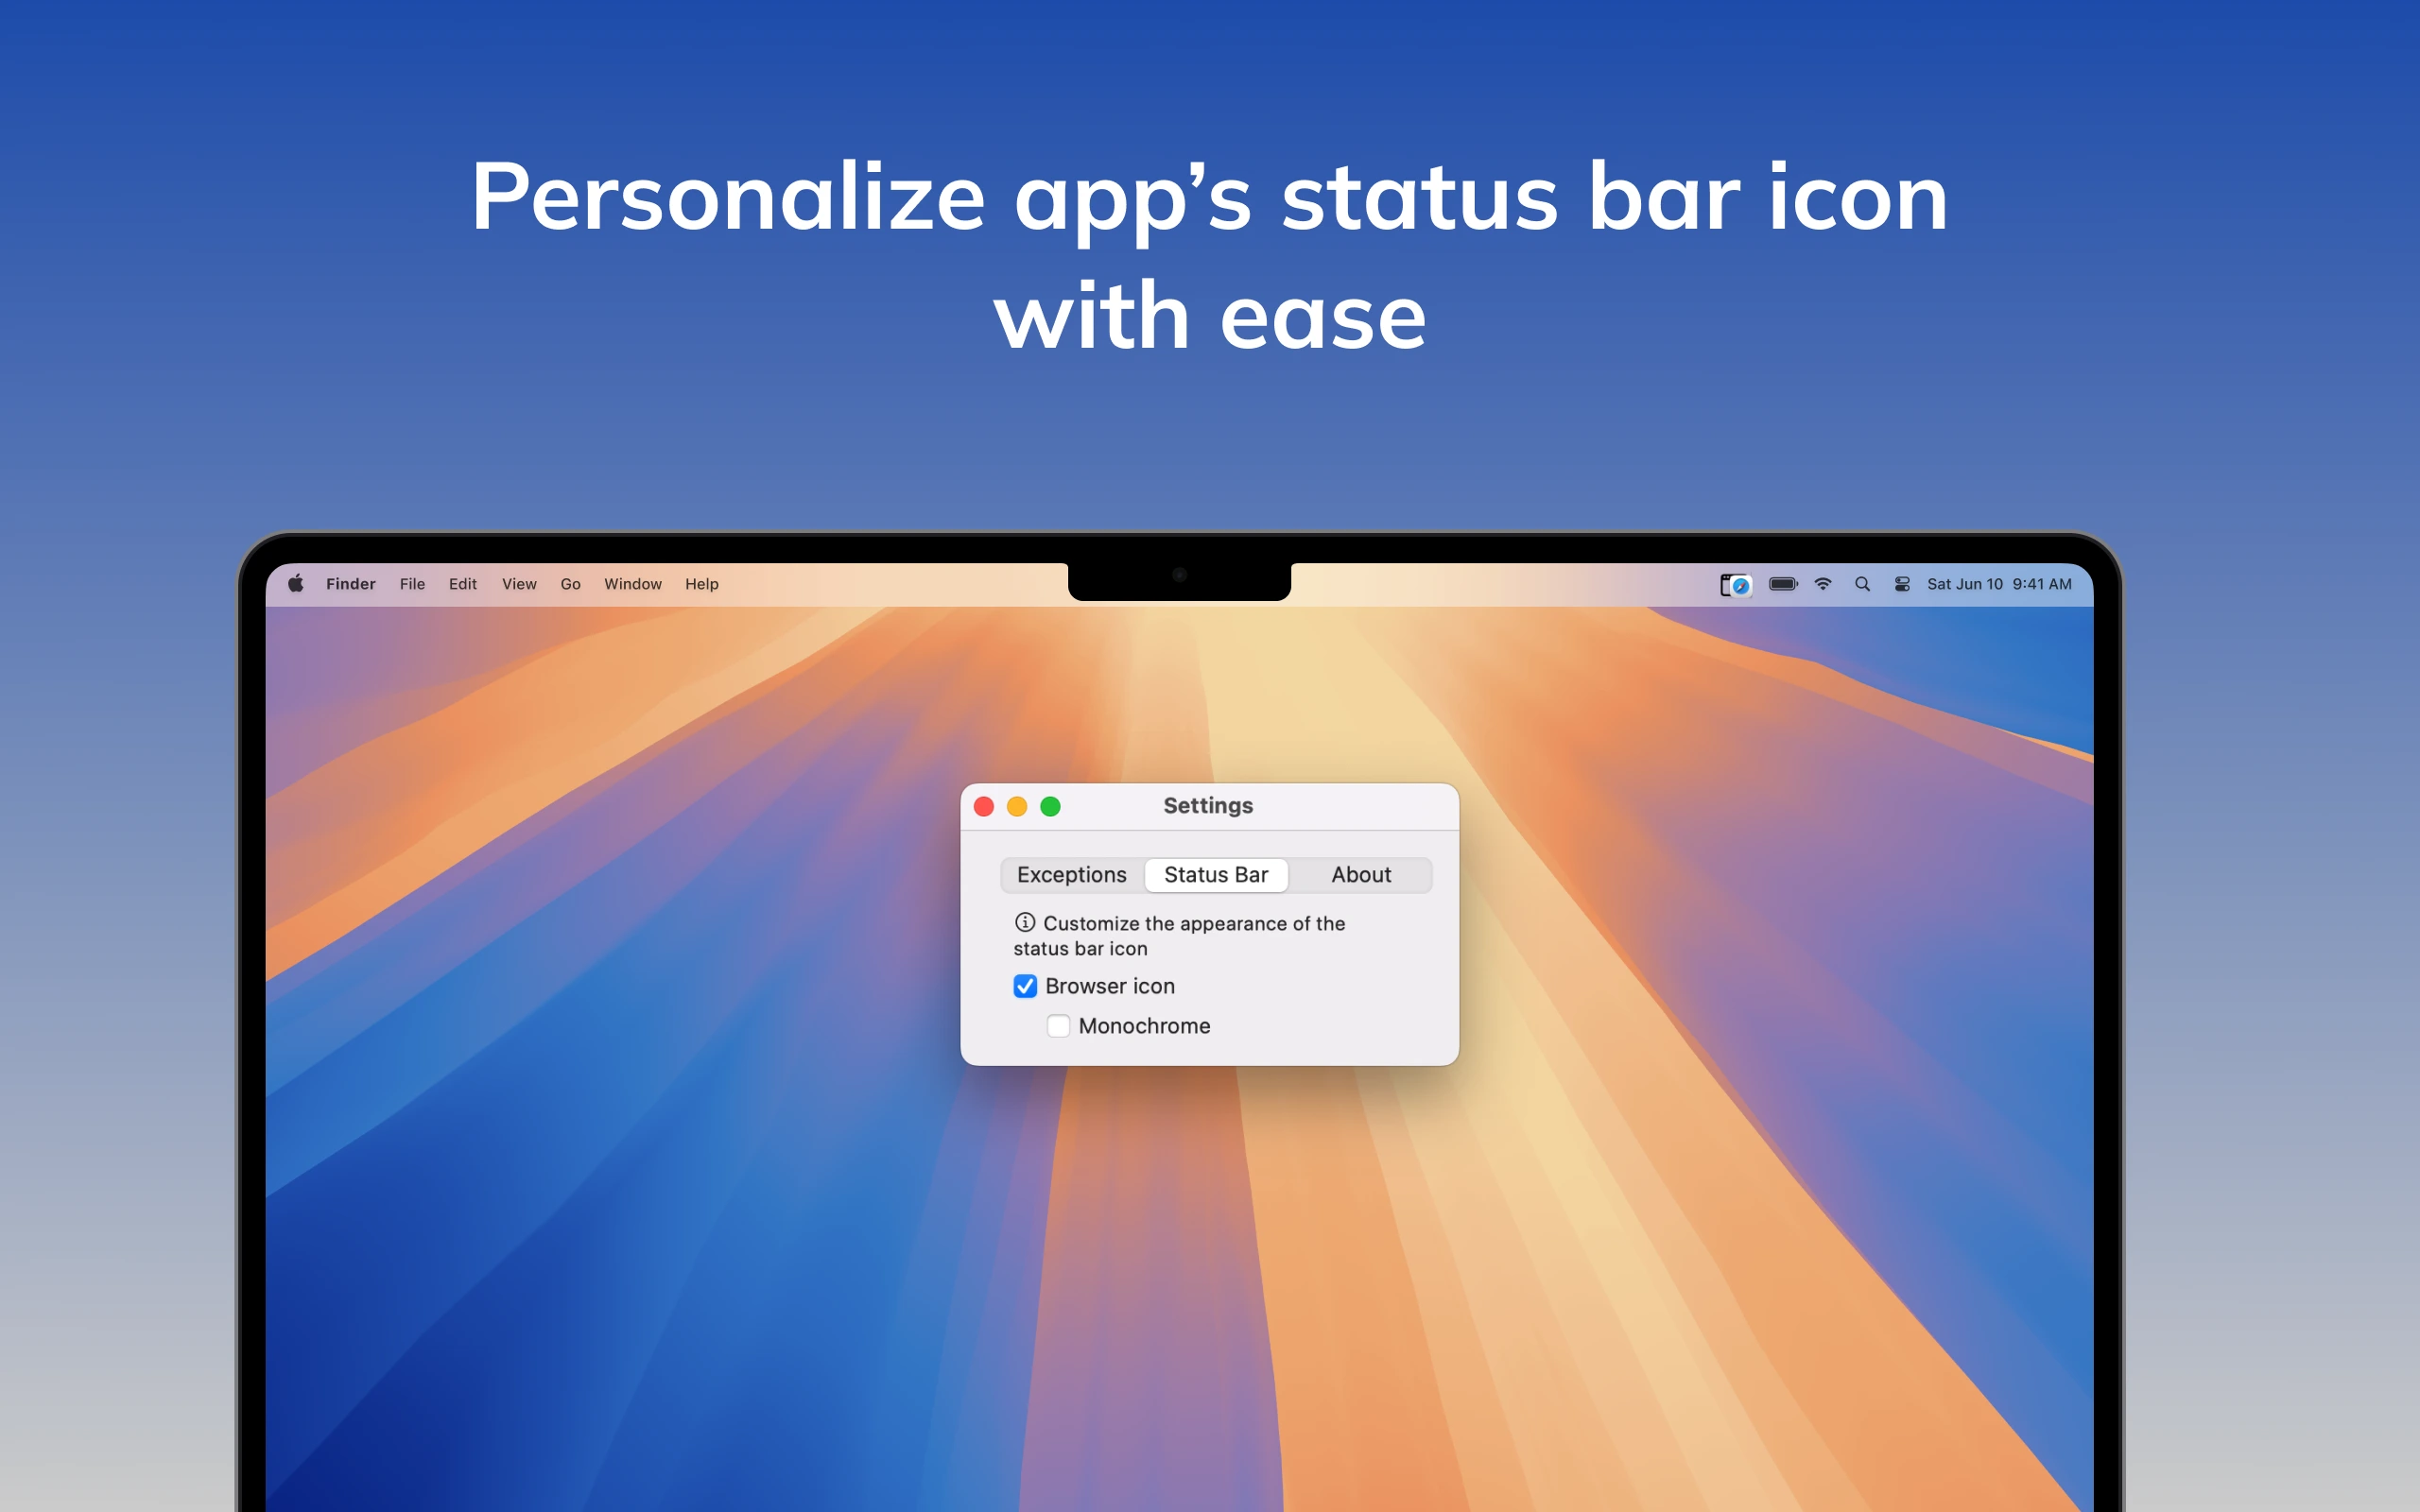 Personalize app’s status bar icon
with ease
Finder File Edit View Go Window Help Sat Jun 10 9:41 AM
Settings
Exceptions Status Bar About
Customize the appearance of the
status bar icon
Browser icon
Monochrome